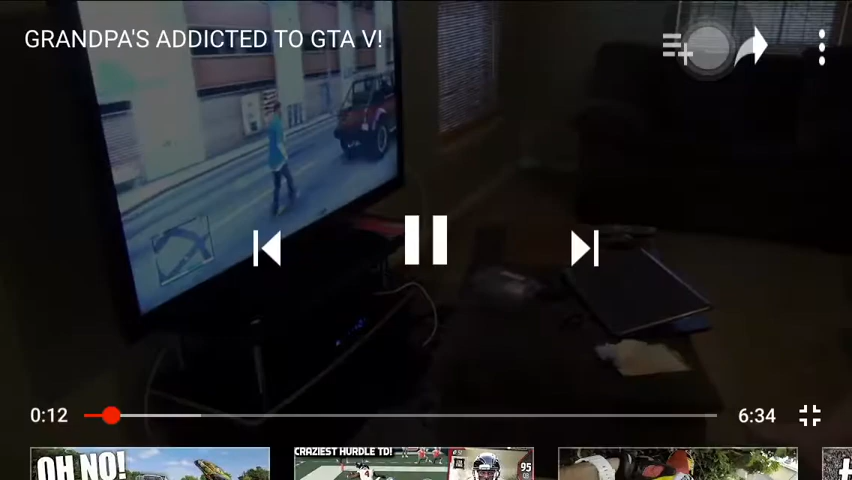 GRANDPA'S ADDICTED TO GTA V!
0:12
6:34
OH NO!
CRAZIEST HURDLE TD!
95